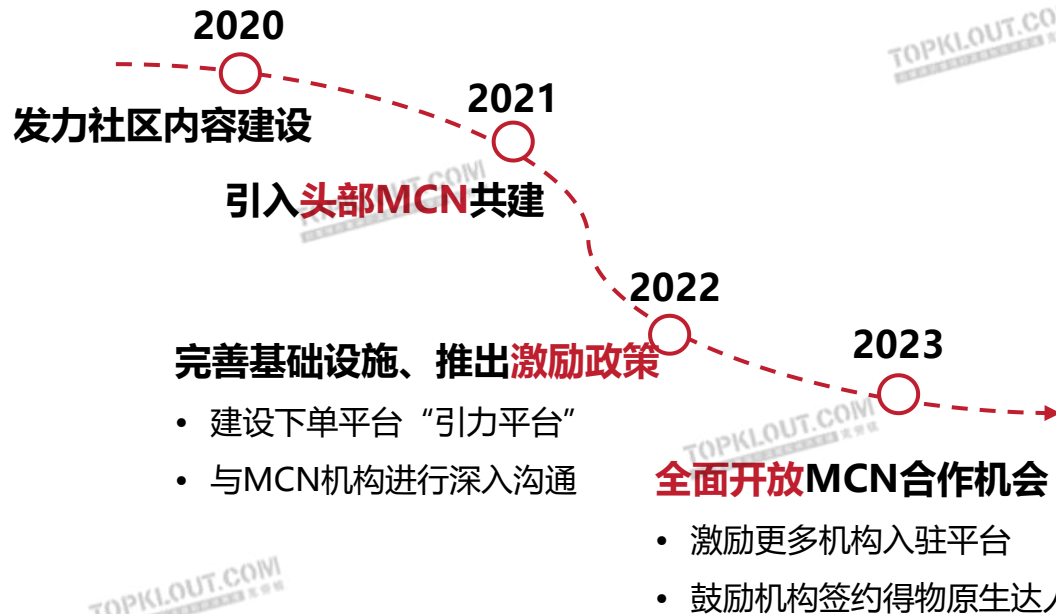 2020
发力社区内容建设
2021
引入头部MCN共建
2022
完善基础设施、推出激励政策
• 建设下单平台“引力平台”
• 与MCN机构进行深入沟通
2023
全面开放MCN合作机会
• 激励更多机构入驻平台
• 鼓励机构签约得物原生达人
TOPKLOUT.CO
TOPKLOUT.COM
TOPKLOUT.COM
TOPKLOUT.COM